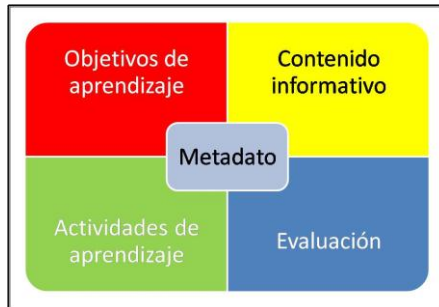 Objetivos de
aprendizaje
Contenido
informativo
Metadato
Actividades de
aprendizaje
Evaluación